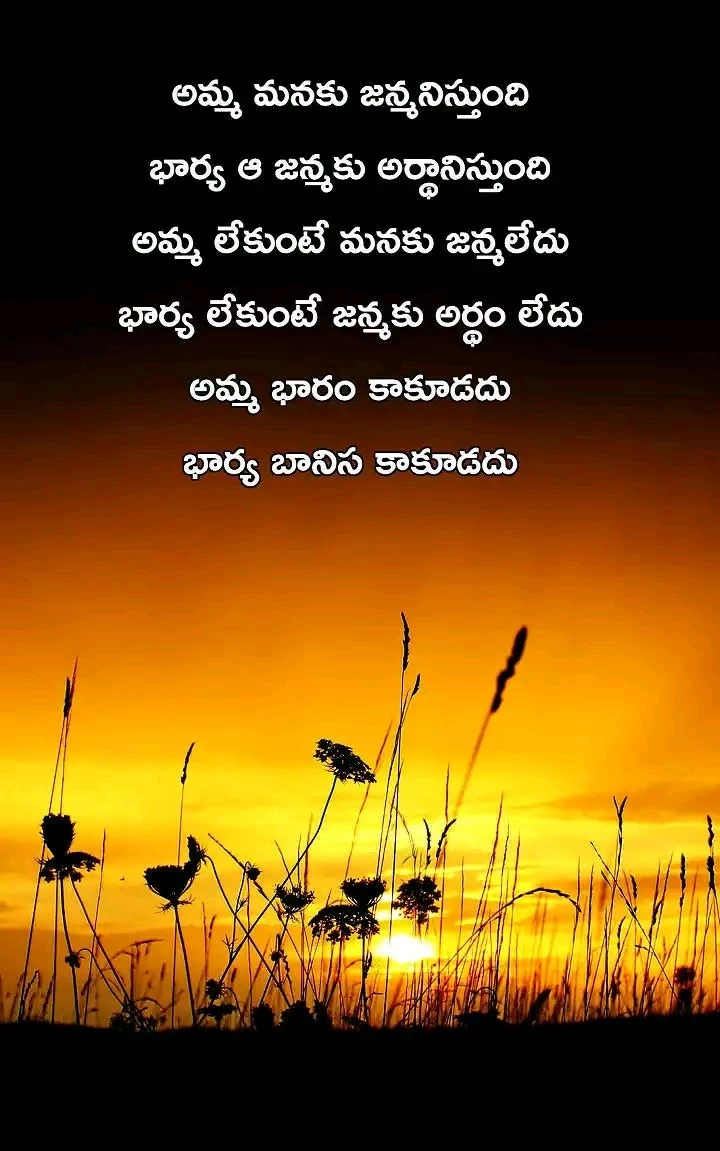 అమ్మ మనకు జన్మనిస్తుంది
భార్య ఆ జన్మకు అర్థానిస్తుంది
అమ్మ లేకుంటే మనకు జన్మలేదు
భార్య లేకుంటే జన్మకు అర్థం లేదు
అమ్మ భారం కాకూడదు
భార్య బానిస కాకూడదు